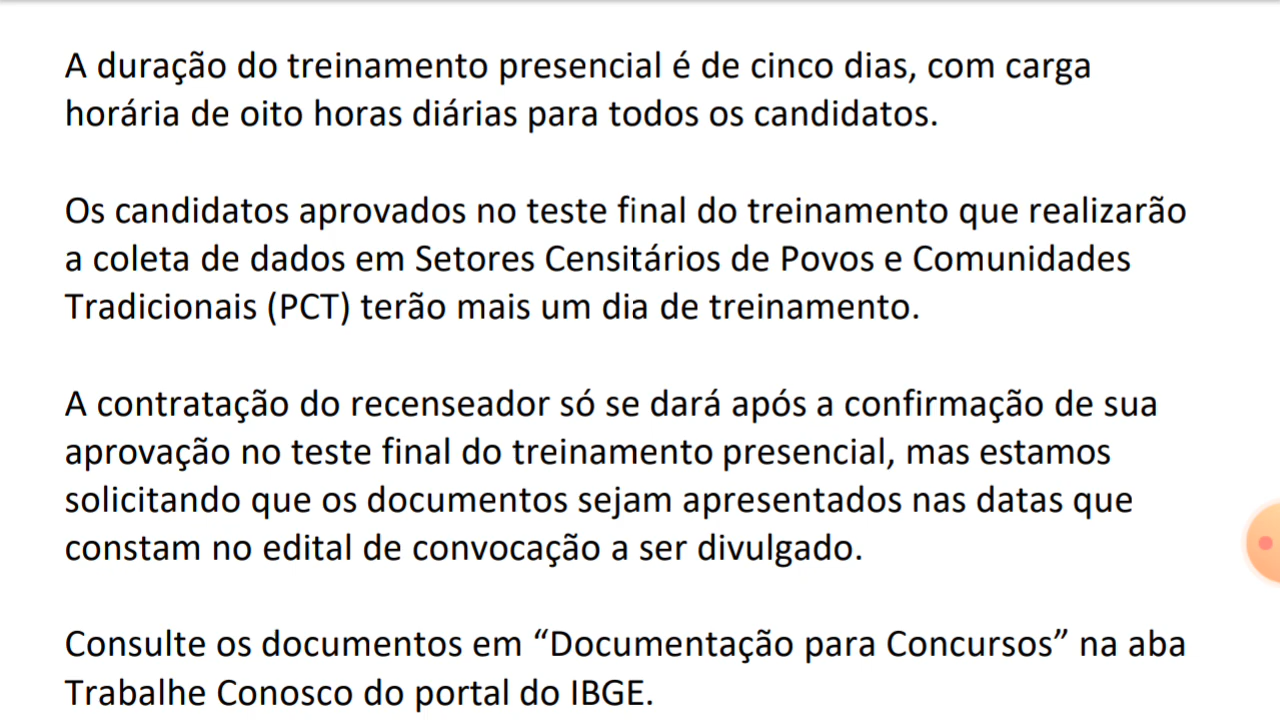 A duração do treinamento presencial é de cinco dias, com carga
horária de oito horas diárias para todos os candidatos.
Os candidatos aprovados no teste final do treinamento que realizarão
a coleta de dados em Setores Censitários de Povos e Comunidades
Tradicionais (PCT) terão mais um dia de treinamento.
A contratação do recenseador só se dará após a confirmação de sua
aprovação no teste final do treinamento presencial, mas estamos
solicitando que os documentos sejam apresentados nas datas que
constam no edital de convocação a ser divulgado.
Consulte os documentos em “Documentação para Concursos” na aba
Trabalhe Conosco do portal do IBGE.